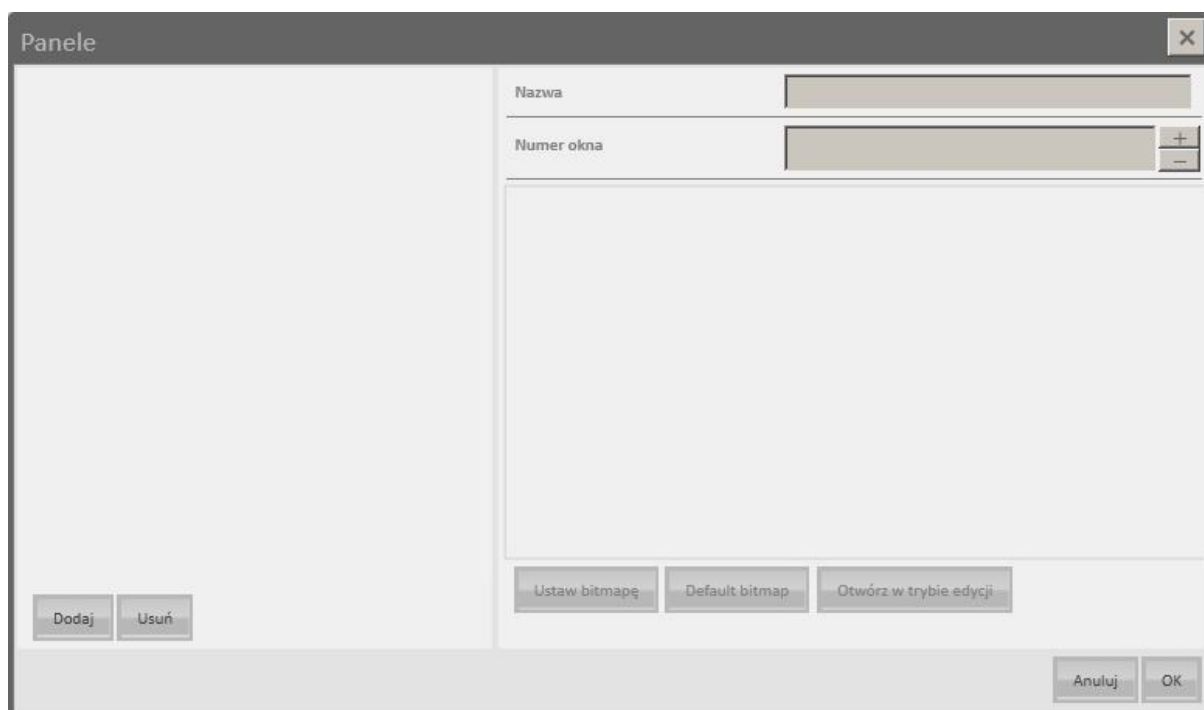 Panele
Nazwa
Numer okna
Ustaw bitmapę
Default bitmap
Otwórz w trybie edycji
Dodaj
Usuń
Anuluj
OK